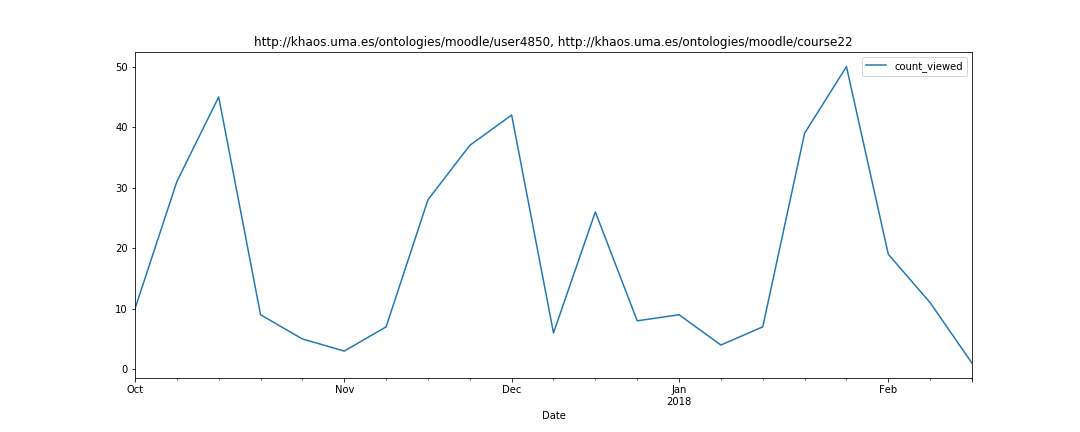 http://khaos.uma.es/ontologies/moodle/user4850, http://khaos.uma.es/ontologies/moodle/course22
count_viewed
50
40
30
20
10
0
Oct Nov Dec Jan Feb
2018
Date